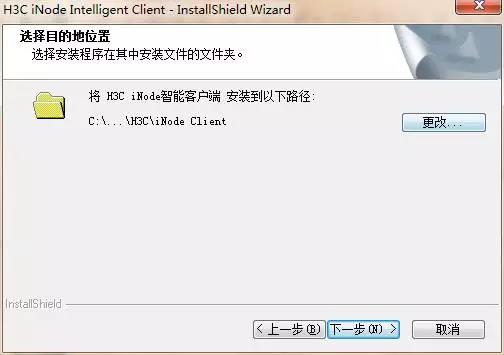 H3C iNode Intelligent Client - InstallShield Wizard
选择目的地位置
选择安装程序在其中安装文件的文件夹。
将 H3C iNode智能客户端 安装到以下路径:
C:\...\H3C\iNode Client
更改...
InstallShield
< 上一步(B)
下一步(N) >
取消